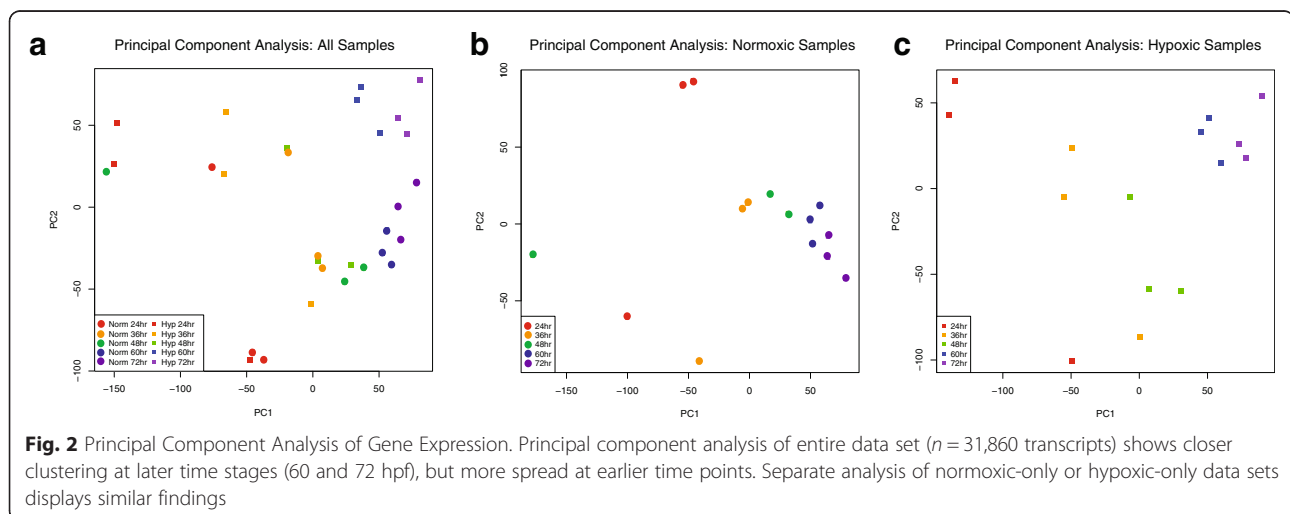 a
Principal Component Analysis: All Samples
PC2
50
0
−50
−100
−150
−100
−50
0
50
PC1
Norm 24hr
Norm 36hr
Norm 48hr
Norm 60hr
Norm 72hr
Hyp 24hr
Hyp 36hr
Hyp 48hr
Hyp 60hr
Hyp 72hr
b
Principal Component Analysis: Normoxic Samples
PC2
100
50
0
−50
−150
−100
−50
0
50
PC1
24hr
36hr
48hr
60hr
72hr
c
Principal Component Analysis: Hypoxic Samples
PC2
50
0
−50
−100
−100
−50
0
50
PC1
24hr
36hr
48hr
60hr
72hr
Fig. 2 Principal Component Analysis of Gene Expression. Principal component analysis of entire data set (n = 31,860 transcripts) shows closer
clustering at later time stages (60 and 72 hpf), but more spread at earlier time points. Separate analysis of normoxic-only or hypoxic-only data sets
displays similar findings